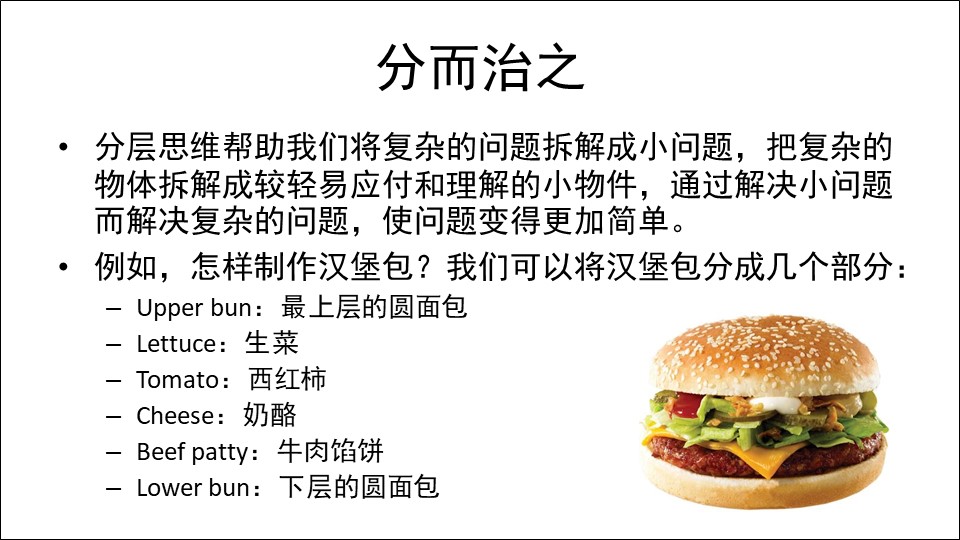 分而治之
• 分层思维帮助我们将复杂的问题拆解成小问题，把复杂的
物体拆解成较轻易应付和理解的小物件，通过解决小问题
而解决复杂的问题，使问题变得更加简单。
• 例如，怎样制作汉堡包？我们可以将汉堡包分成几个部分：
– Upper bun：最上层的圆面包
– Lettuce：生菜
– Tomato：西红柿
– Cheese：奶酪
– Beef patty：牛肉馅饼
– Lower bun：下层的圆面包